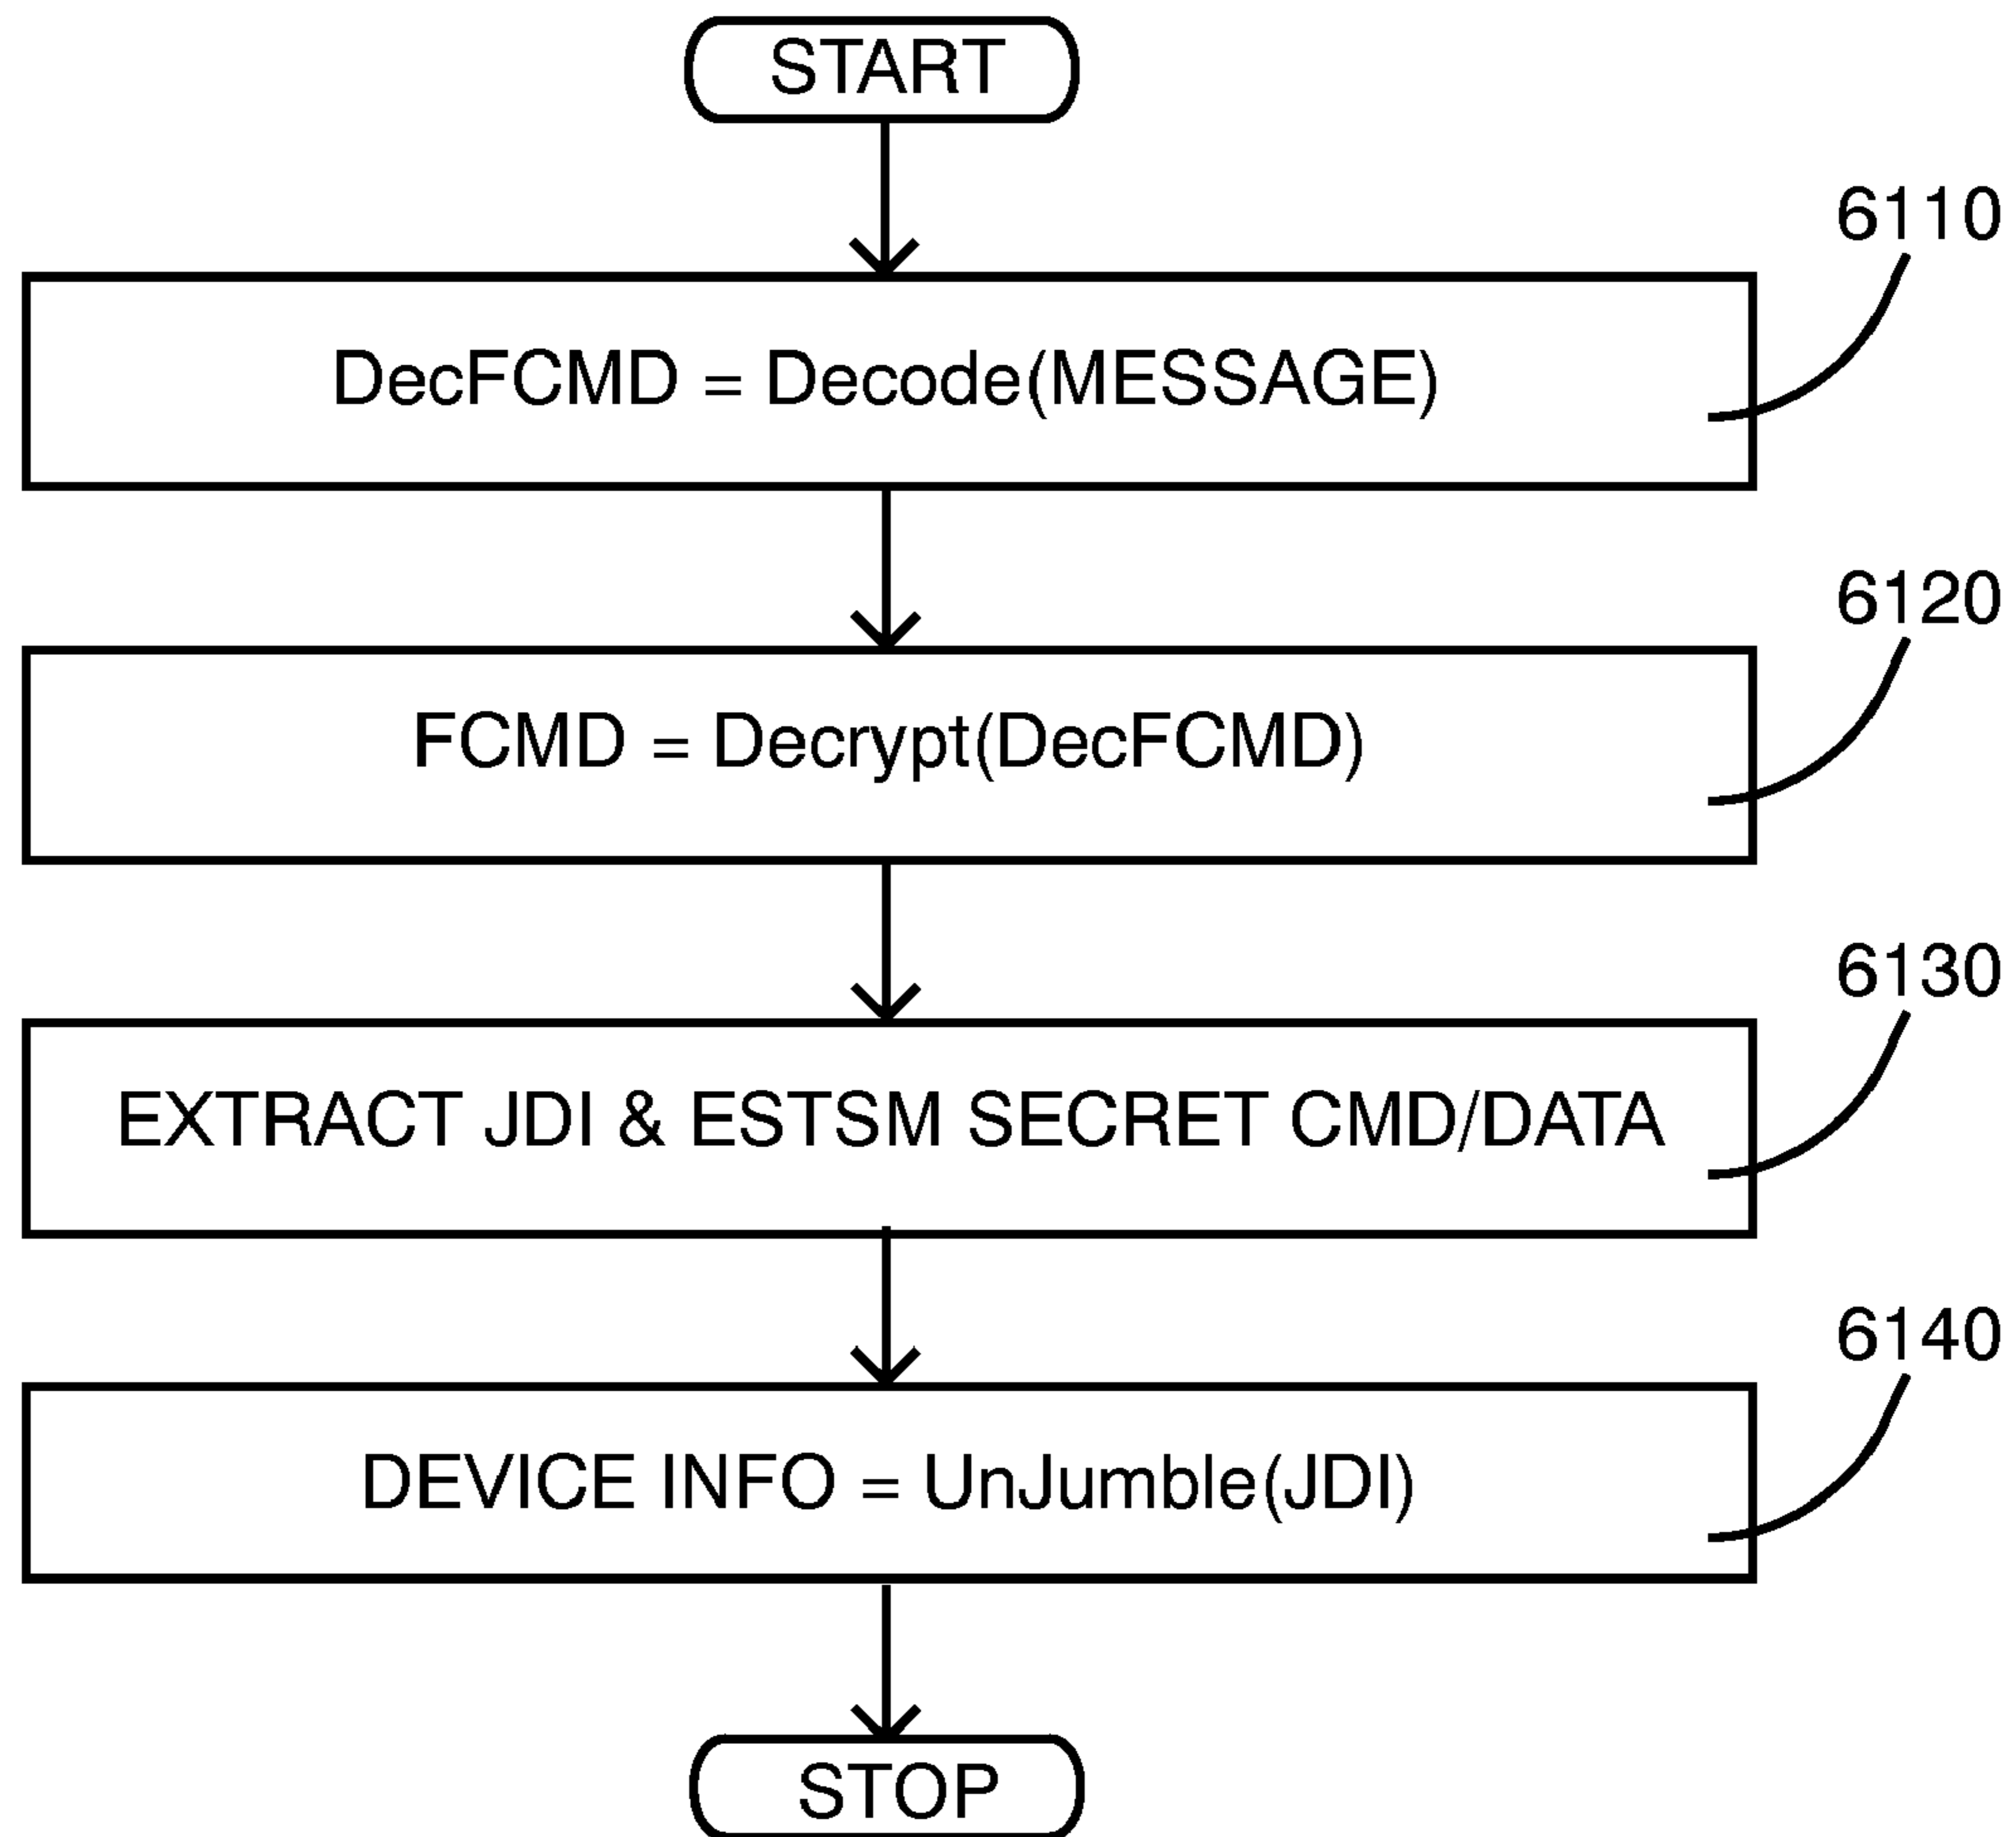 START
6110
DecFCMD = Decode(MESSAGE)
6120
FCMD = Decrypt(DecFCMD)
6130
EXTRACT JDI & ESTSM SECRET CMD/DATA
6140
DEVICE INFO = UnJumble(JDI)
STOP